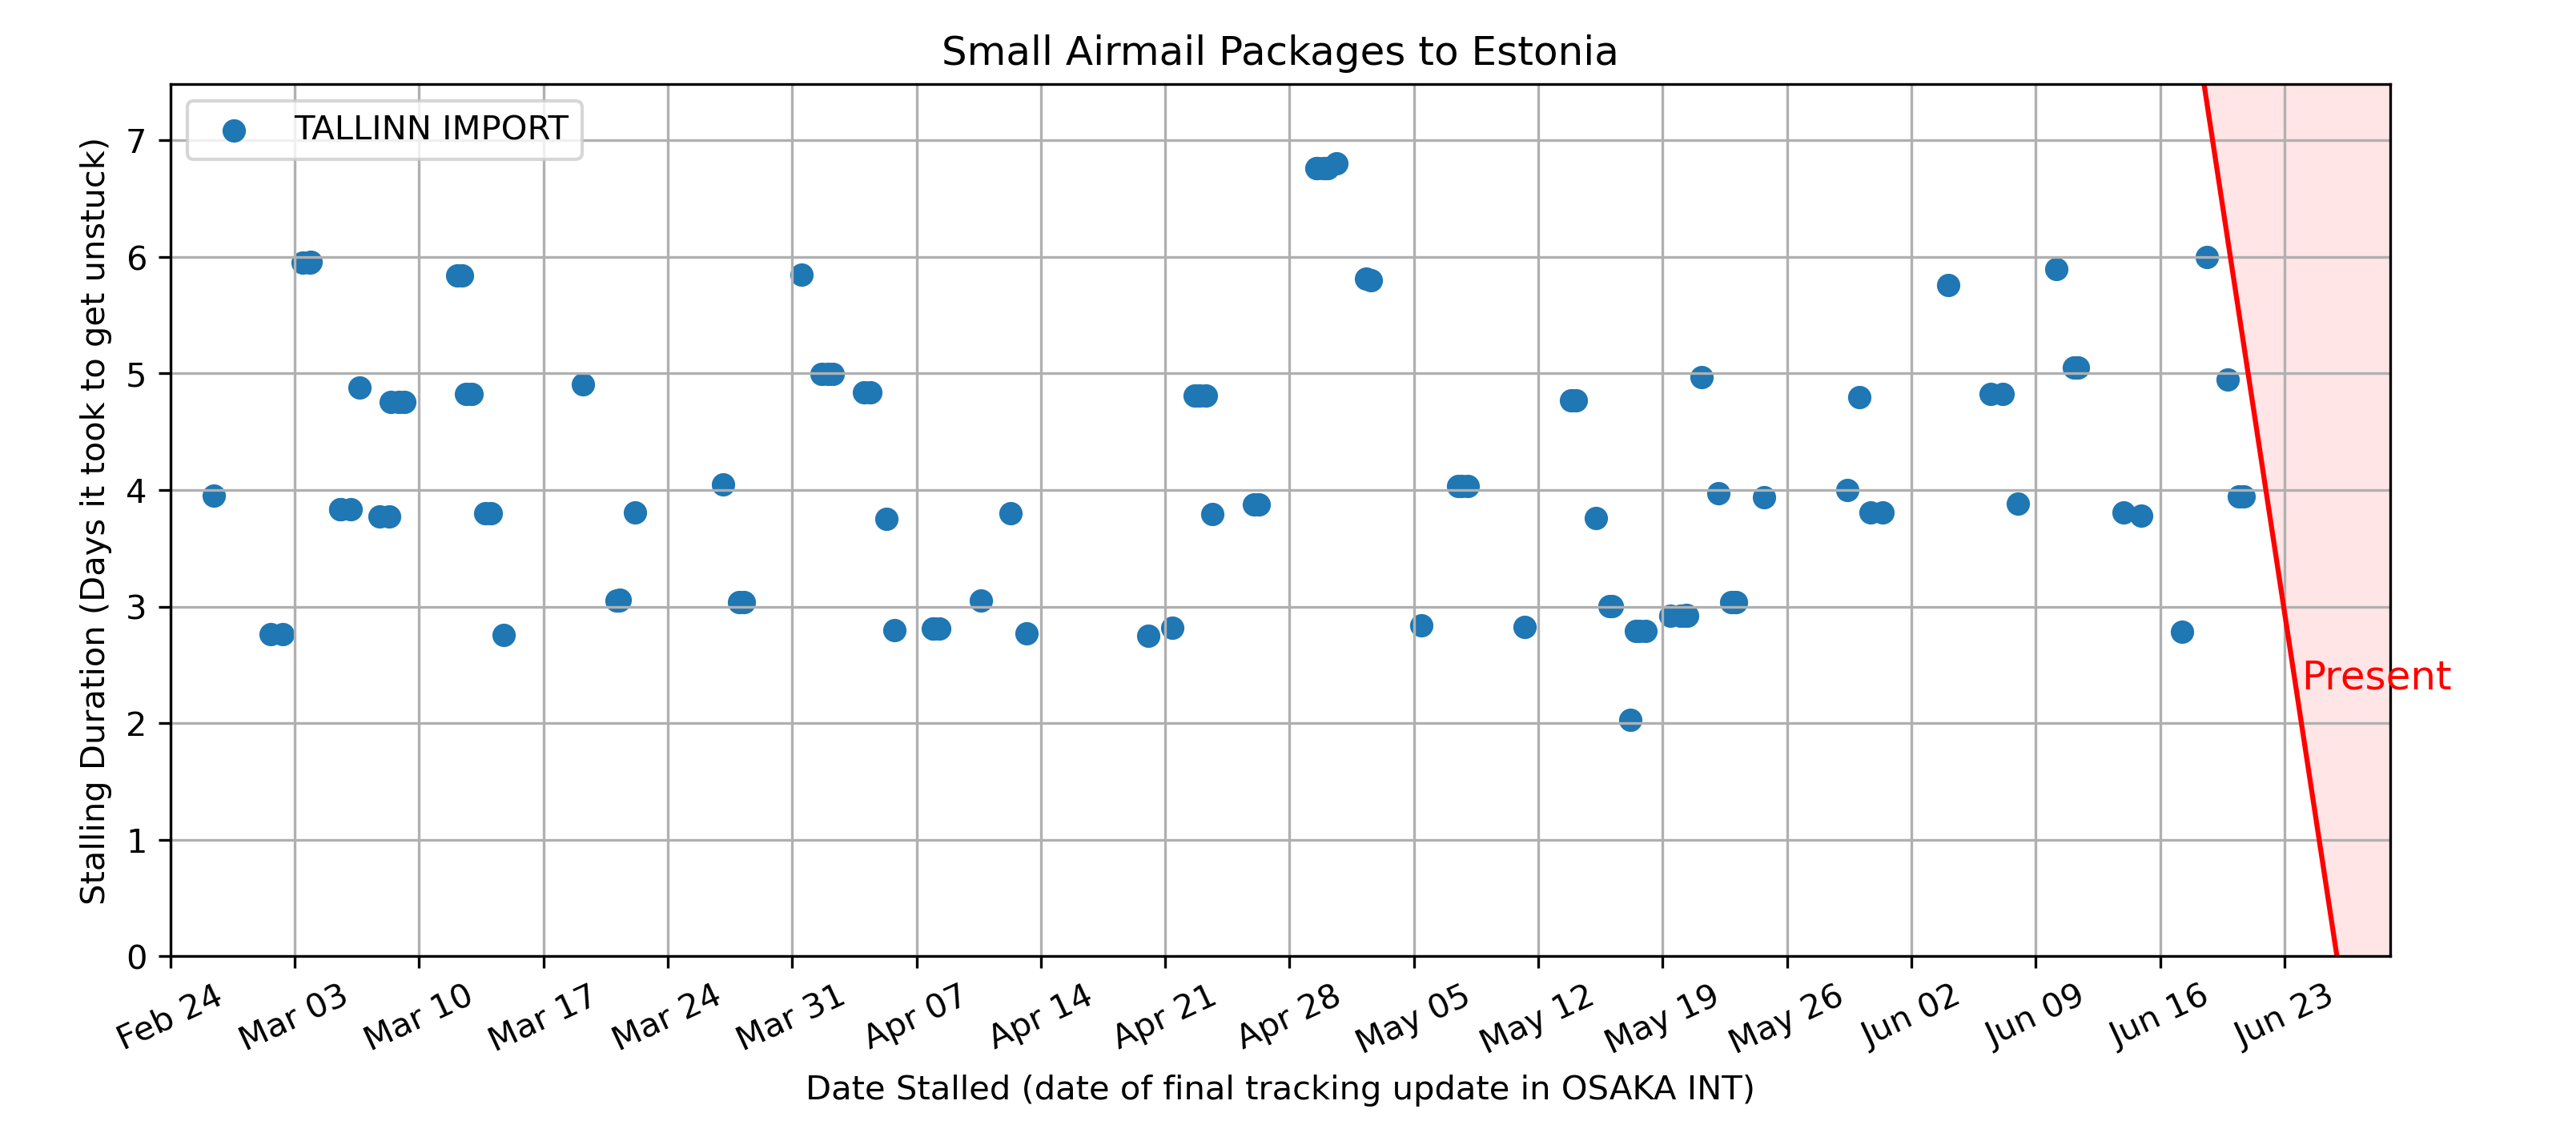 Small Airmail Packages to Estonia
TALLINN IMPORT
Stalling Duration (Days it took to get unstuck)
7
6
5
4
3
2
1
0
Present
Feb 24
Mar 03
Mar 10
Mar 17
Mar 24
Mar 31
Apr 07
Apr 14
Apr 21
Apr 28
May 05
May 12
May 19
May 26
Jun 02
Jun 09
Jun 16
Jun 23
Date Stalled (date of final tracking update in OSAKA INT)